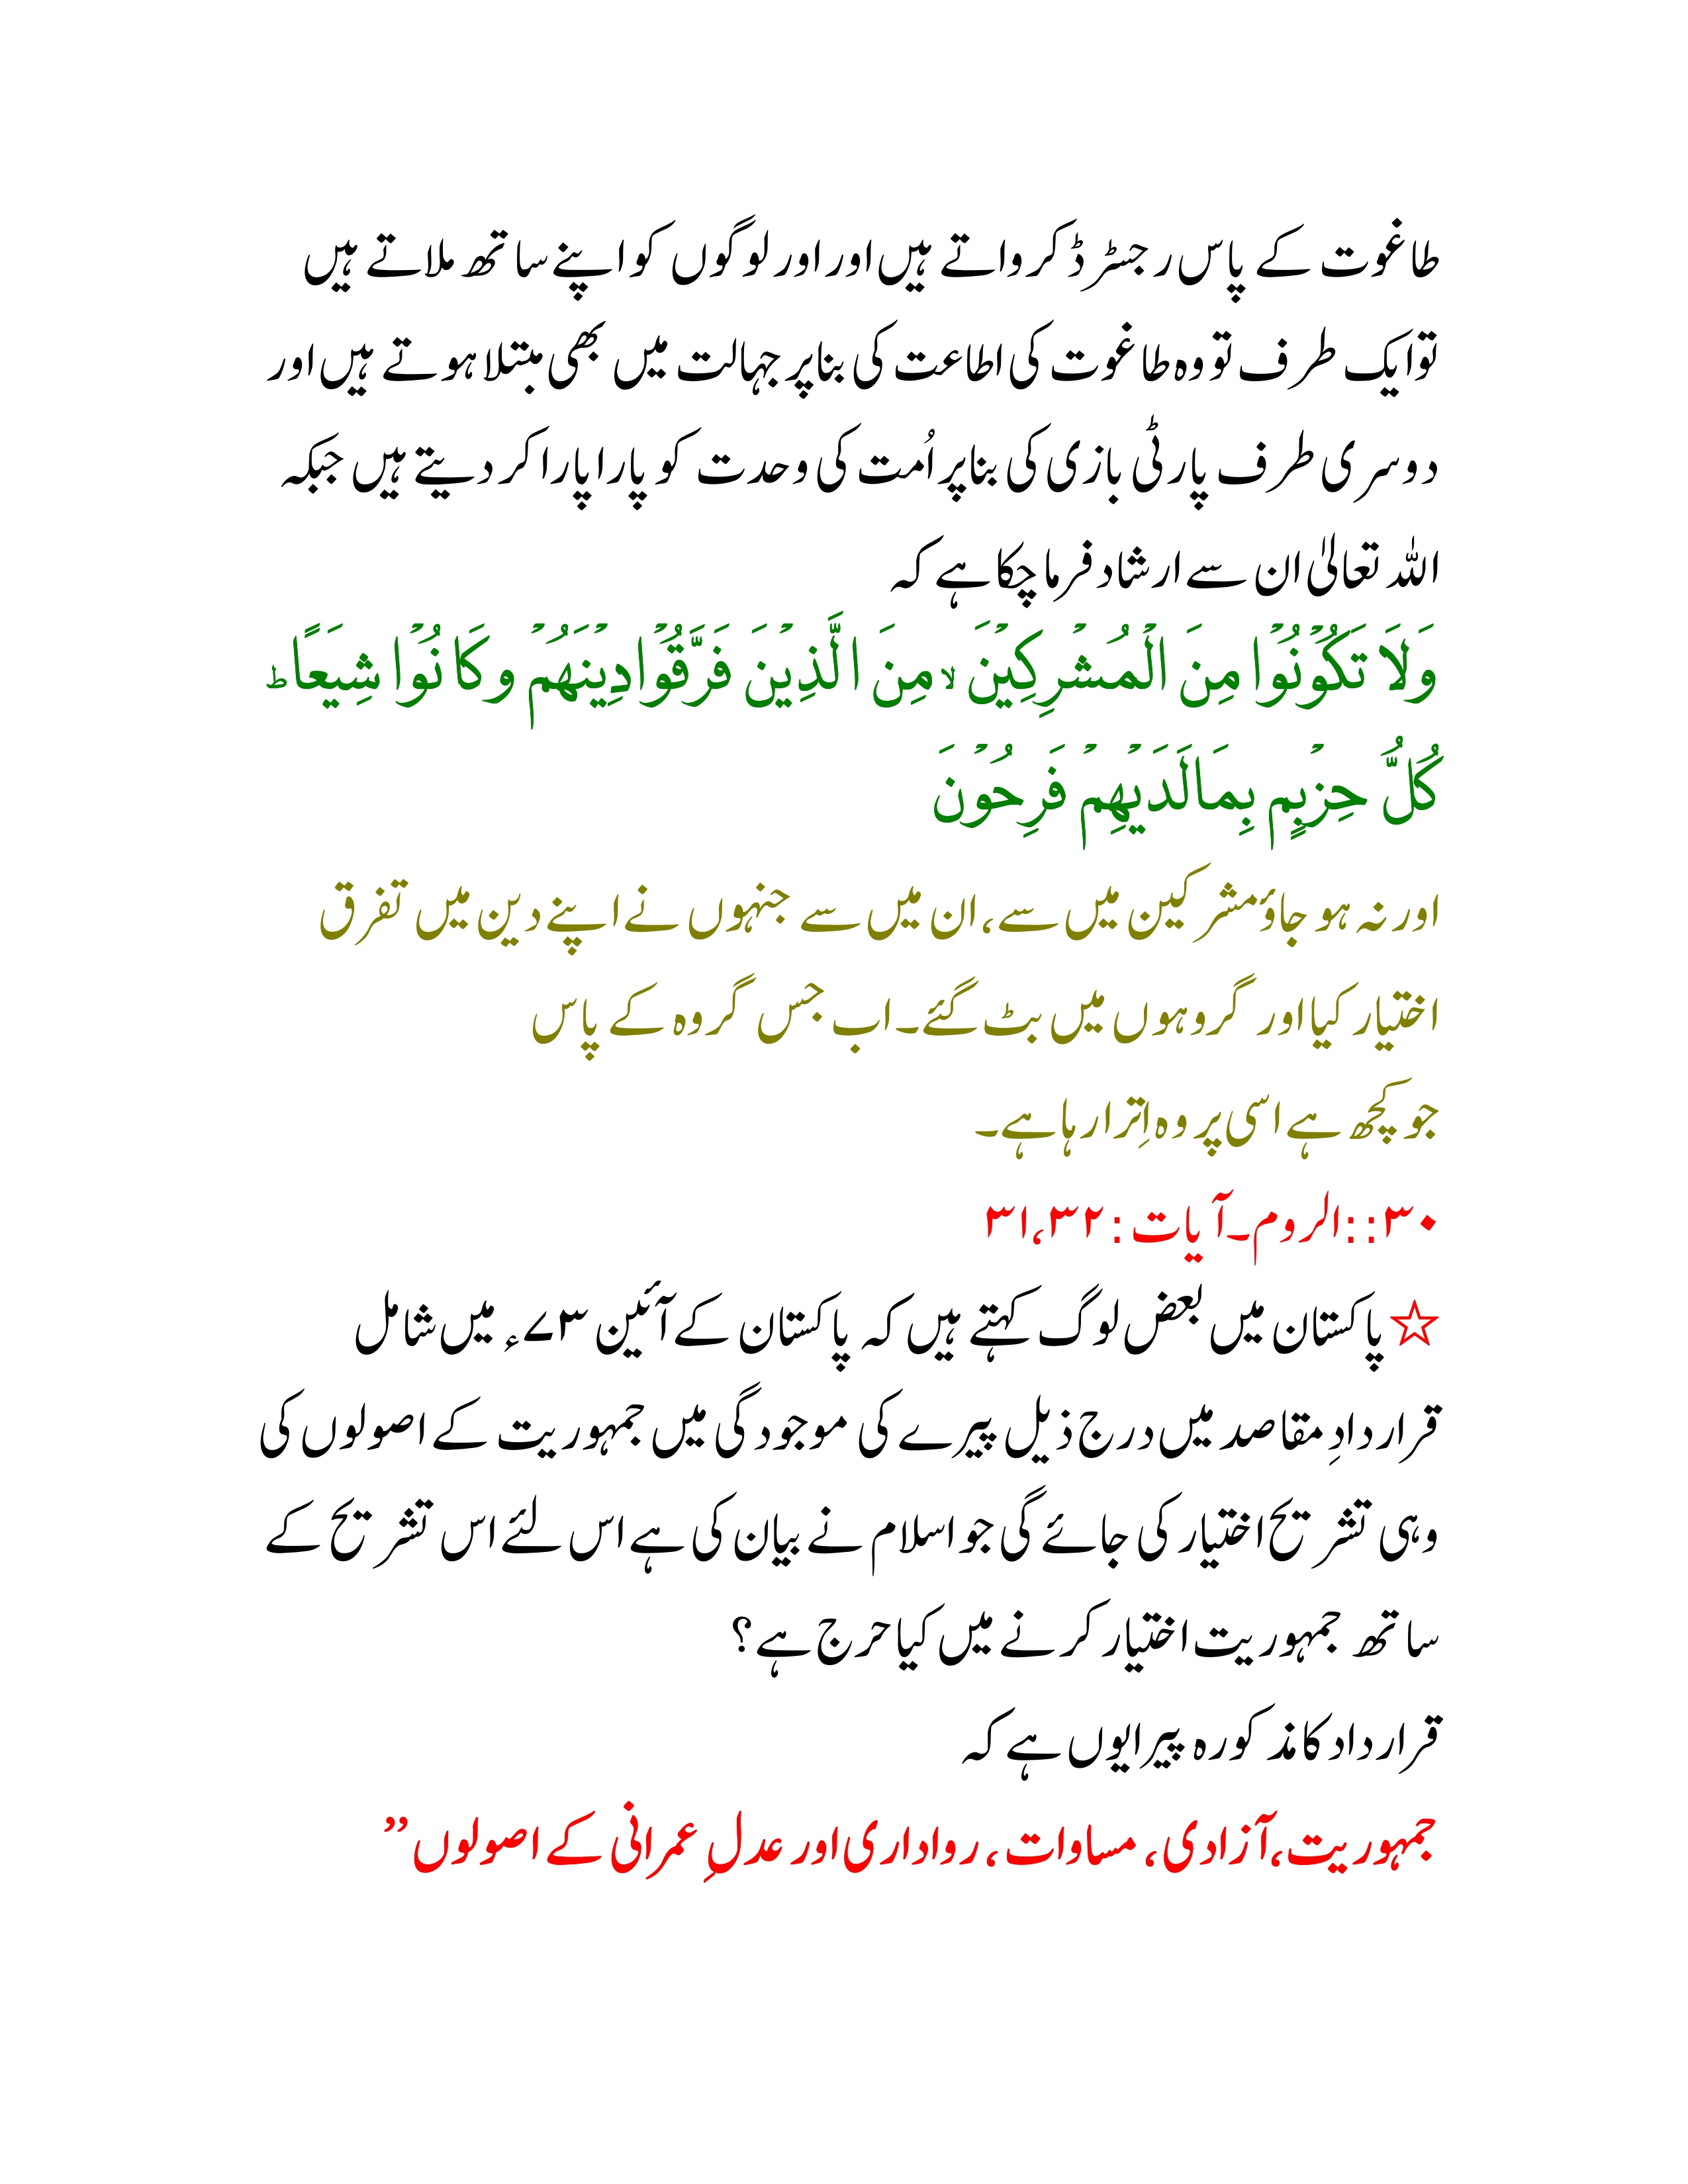 طاغوت کے پاس رجسٹرڈ کرواتے ہیں اور اور لوگوں کو اپنے ساتھ ملاتے ہیں
تو ایک طرف تو وہ طاغوت کی اطاعت کی بنا پر جہالت میں بھی مبتلا ہوتے ہیں اور
دوسری طرف پارٹی بازی کی بنا پر اُمت کی وحدت کو پارا پارا کر دیتے ہیں جبکہ
اللہ تعالیٰ ان سے ارشاد فرما چکا ہے کہ
وَلَا تَكُوۡنُوۡا مِنَ الۡمُشۡرِكِيۡنَ ۙ مِنَ الَّذِيۡنَ فَرَّقُوۡا دِيۡنَهُمۡ وكَانُوۡا شِيَعًا ؕ
كُلُّ حِزۡبٍۭ بِمَا لَدَيۡهِمۡ فَرِحُوۡنَ
اور نہ ہو جاؤ مشرکین میں سے، ان میں سے جنہوں نے اپنے دین میں تفرق
اختیار کیا اور گروہوں میں بٹ گئے۔ اب جس گروہ کے پاس
جو کچھ ہے اسی پر وہ اِترا رہا ہے۔
۳۰::الروم۔ آیات: ۳۱،۳۲
☆ پاکستان میں بعض لوگ کہتے ہیں کہ پاکستان کے آئین ۷۳ء میں شامل
قراردادِ مقاصد میں درج ذیل پیرے کی موجودگی میں جمہوریت کے اصولوں کی
وہی تشریح اختیار کی جائے گی جو اسلام نے بیان کی ہے اس لئے اس تشریح کے
ساتھ جمہوریت اختیار کرنے میں کیا حرج ہے؟
قرارداد کا مذکورہ پیرا یوں ہے کہ
جمہوریت، آزادی، مساوات، رواداری اور عدلِ عمرانی کے اصولوں ”